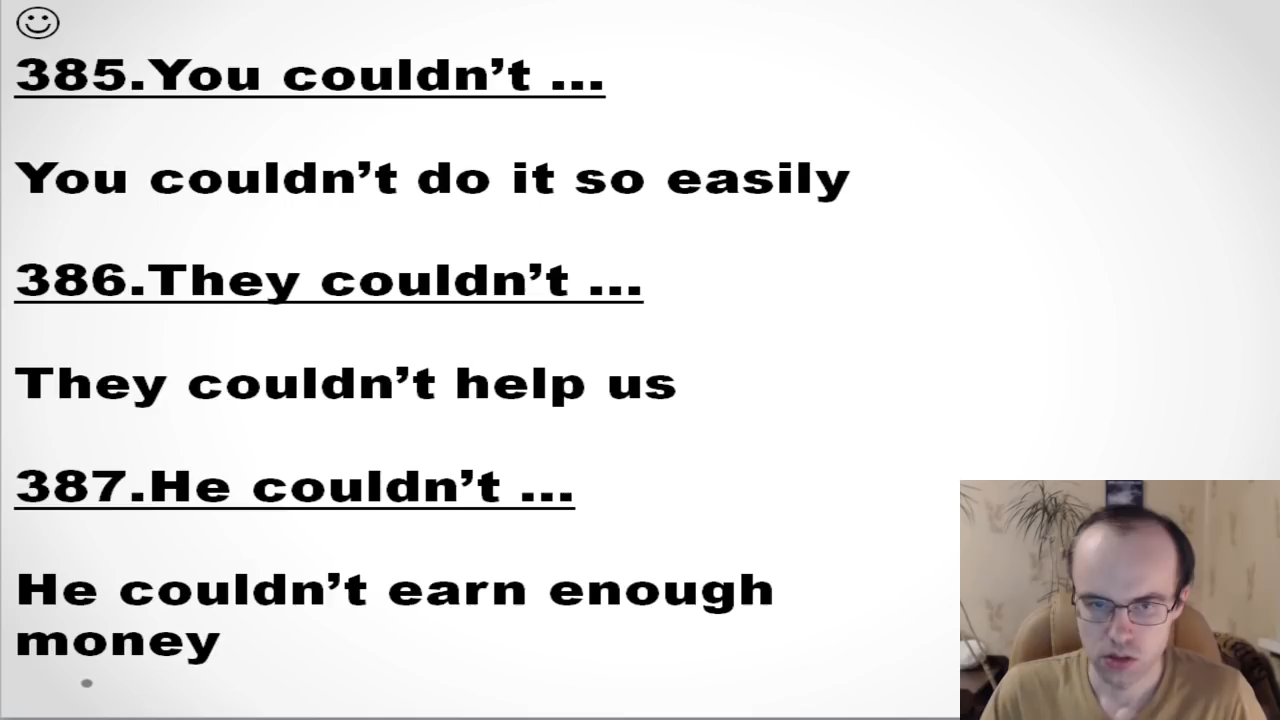 385.You couldn’t ...
You couldn’t do it so easily
386.They couldn’t ...
They couldn’t help us
387.He couldn’t ...
He couldn’t earn enough
money